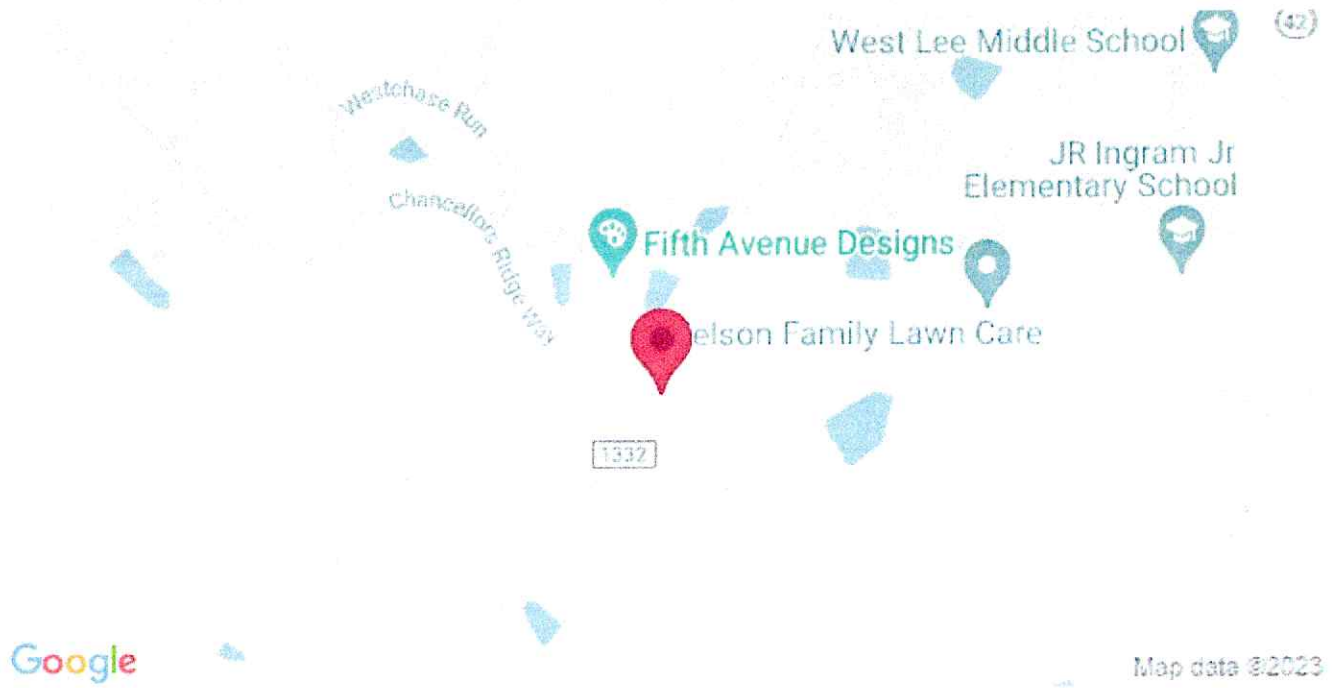 West Lee Middle School
42
Westchase Run
JR Ingram Jr
Elementary School
Chancellors Ridge Way
Fifth Avenue Designs
elson Family Lawn Care
1332
Google
Map data ©2023